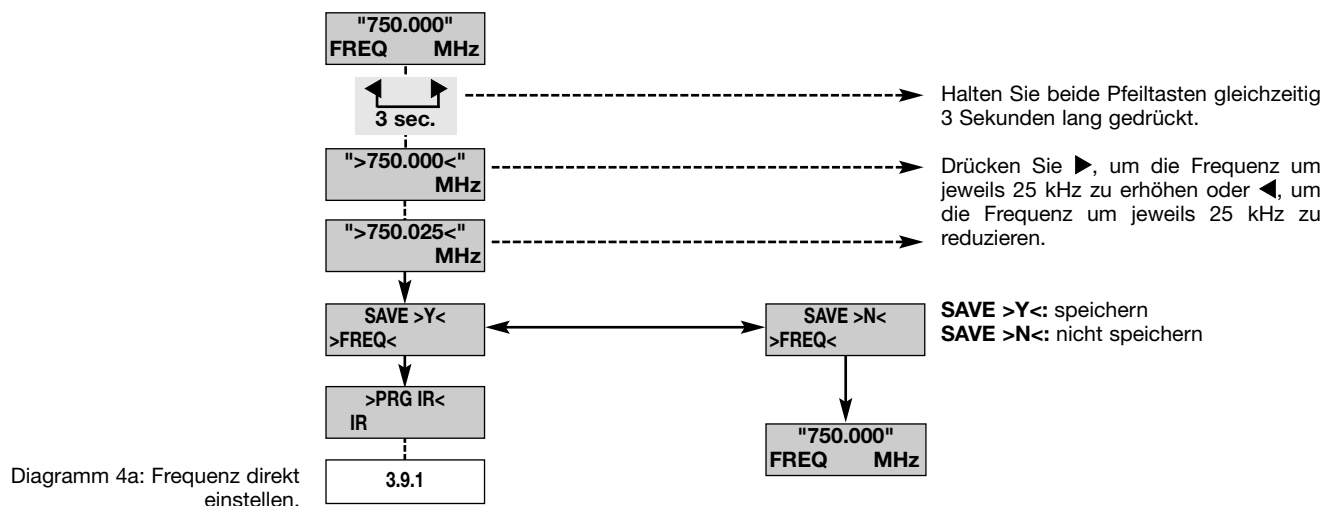 "750.000"
FREQ MHz
3 sec.
Halten Sie beide Pfeiltasten gleichzeitig
3 Sekunden lang gedrückt.
">750.000<"
MHz
Drücken Sie ▶, um die Frequenz um
jeweils 25 kHz zu erhöhen oder ◀, um
die Frequenz um jeweils 25 kHz zu
reduzieren.
">750.025<"
MHz
SAVE >Y<
>FREQ<
SAVE >N<
>FREQ<
SAVE >Y<: speichern
SAVE >N<: nicht speichern
>PRG IR<
IR
"750.000"
FREQ MHz
Diagramm 4a: Frequenz direkt
einstellen.
3.9.1